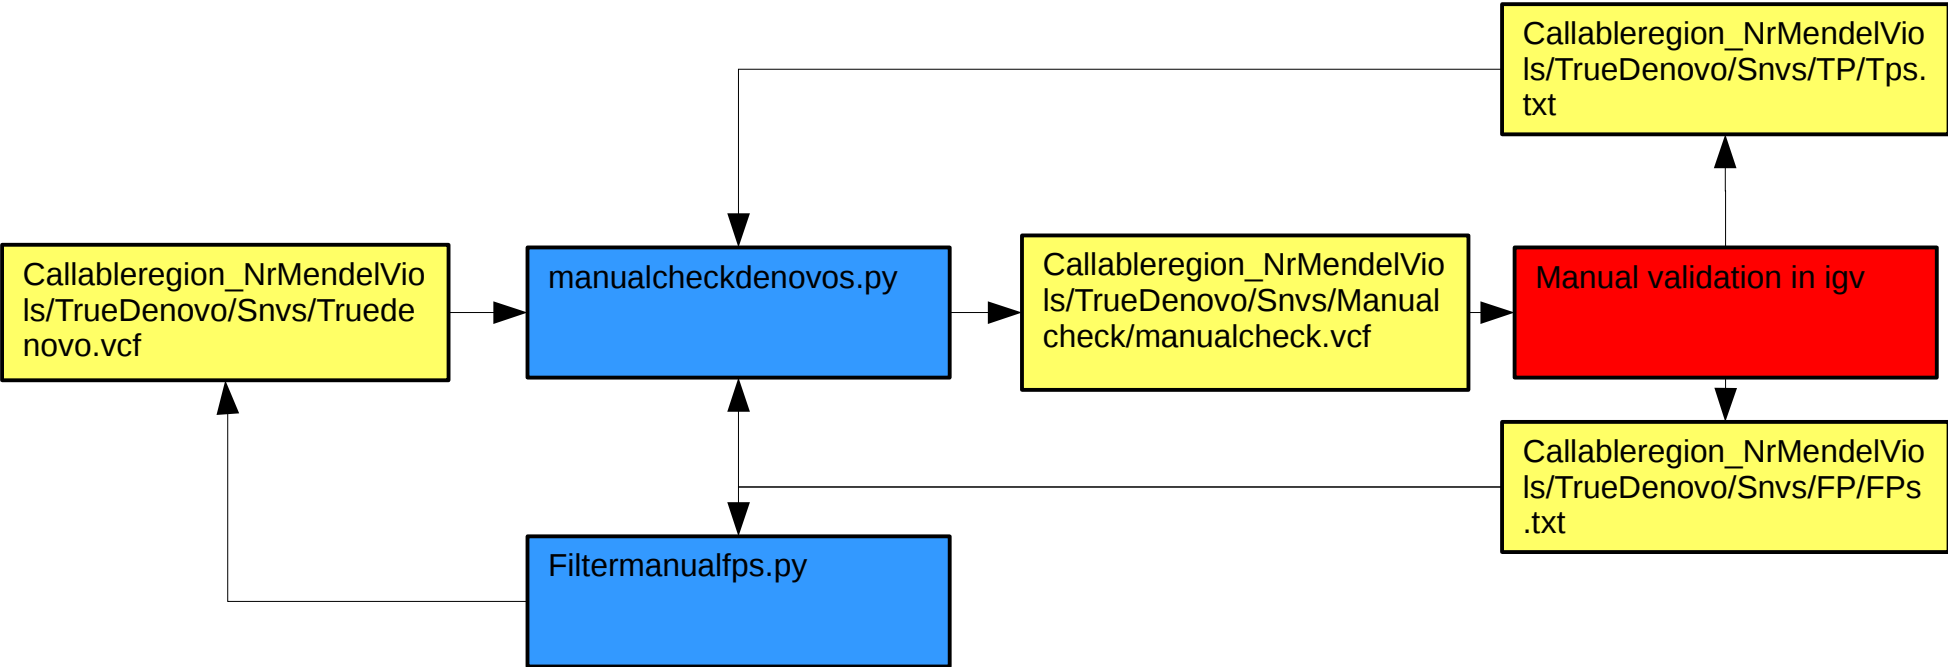 Callableregion_NrMendelVio
ls/TrueDenovo/Snvs/TP/Tps.
txt
Callableregion_NrMendelVio
ls/TrueDenovo/Snvs/Truede
novo.vcf
manualcheckdenovos.py
Callableregion_NrMendelVio
ls/TrueDenovo/Snvs/Manual
check/manualcheck.vcf
Manual validation in igv
Callableregion_NrMendelVio
ls/TrueDenovo/Snvs/FP/FPs
.txt
Filtermanualfps.py